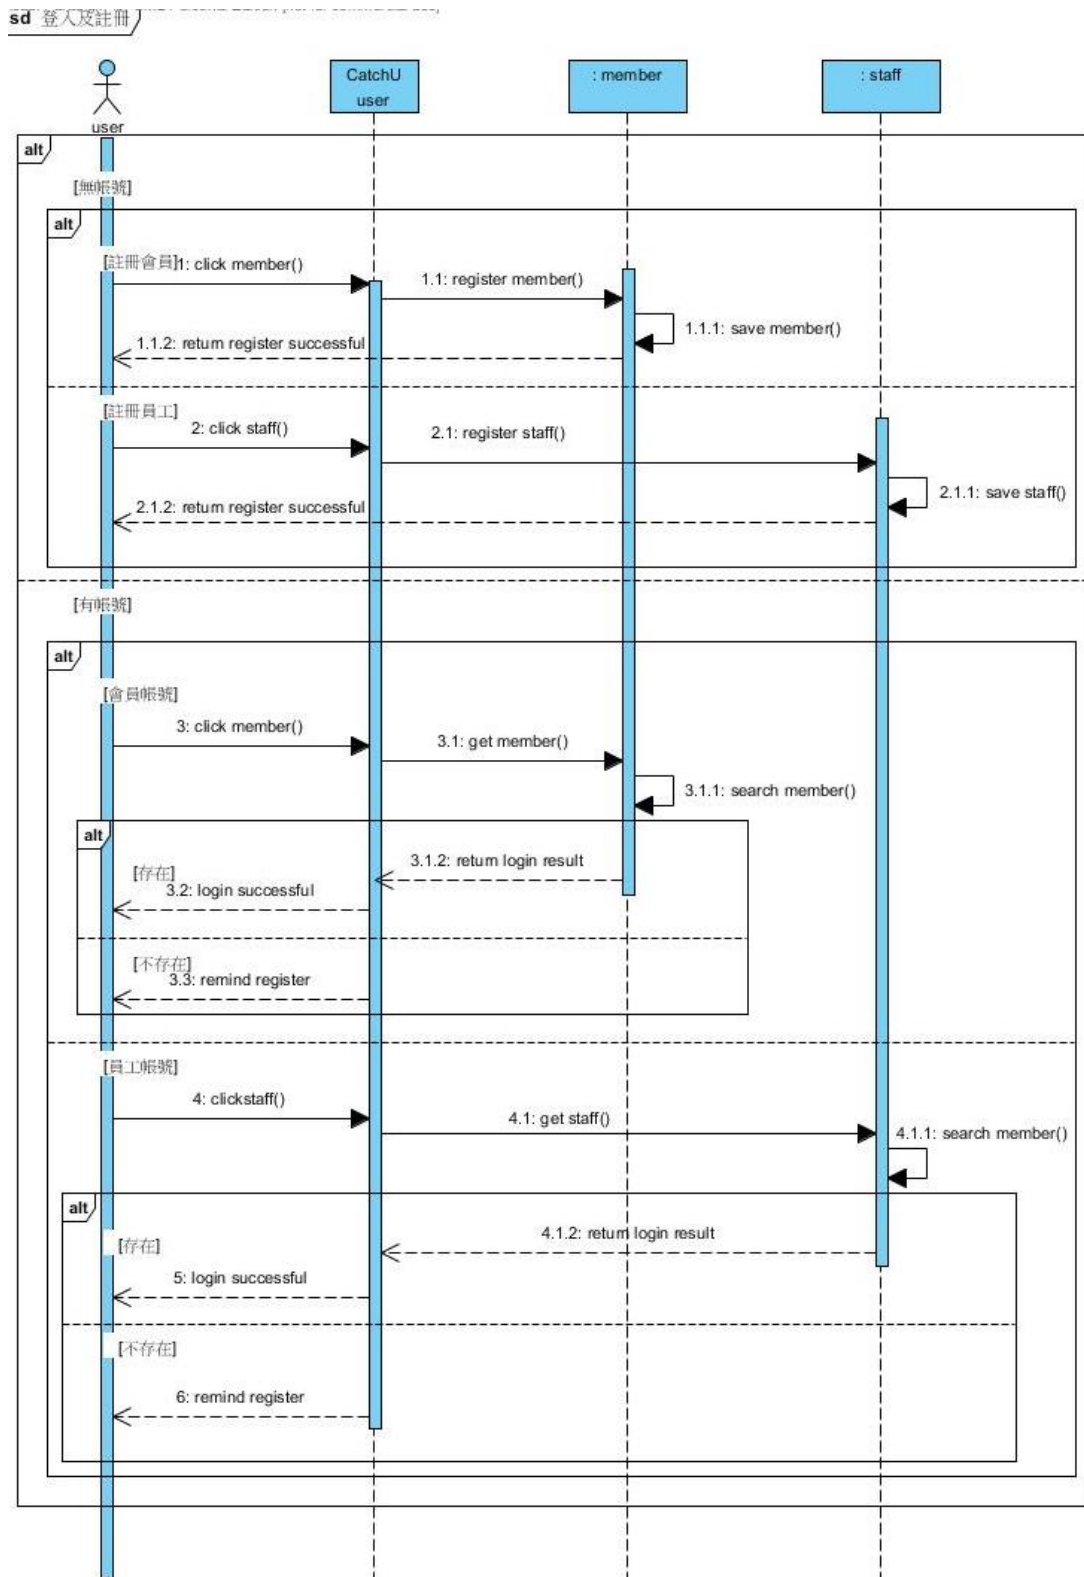 sd 登入及註冊
user
CatchU
user
: member
: staff
alt
[無帳號]
alt
[註冊會員]
1: click member()
1.1: register member()
1.1.1: save member()
1.1.2: return register successful
[註冊員工]
2: click staff()
2.1: register staff()
2.1.1: save staff()
2.1.2: return register successful
[有帳號]
alt
[會員帳號]
3: click member()
3.1: get member()
3.1.1: search member()
alt
3.1.2: return login result
[存在]
3.2: login successful
[不存在]
3.3: remind register
[員工帳號]
4: clickstaff()
4.1: get staff()
4.1.1: search member()
alt
4.1.2: return login result
[存在]
5: login successful
[不存在]
6: remind register